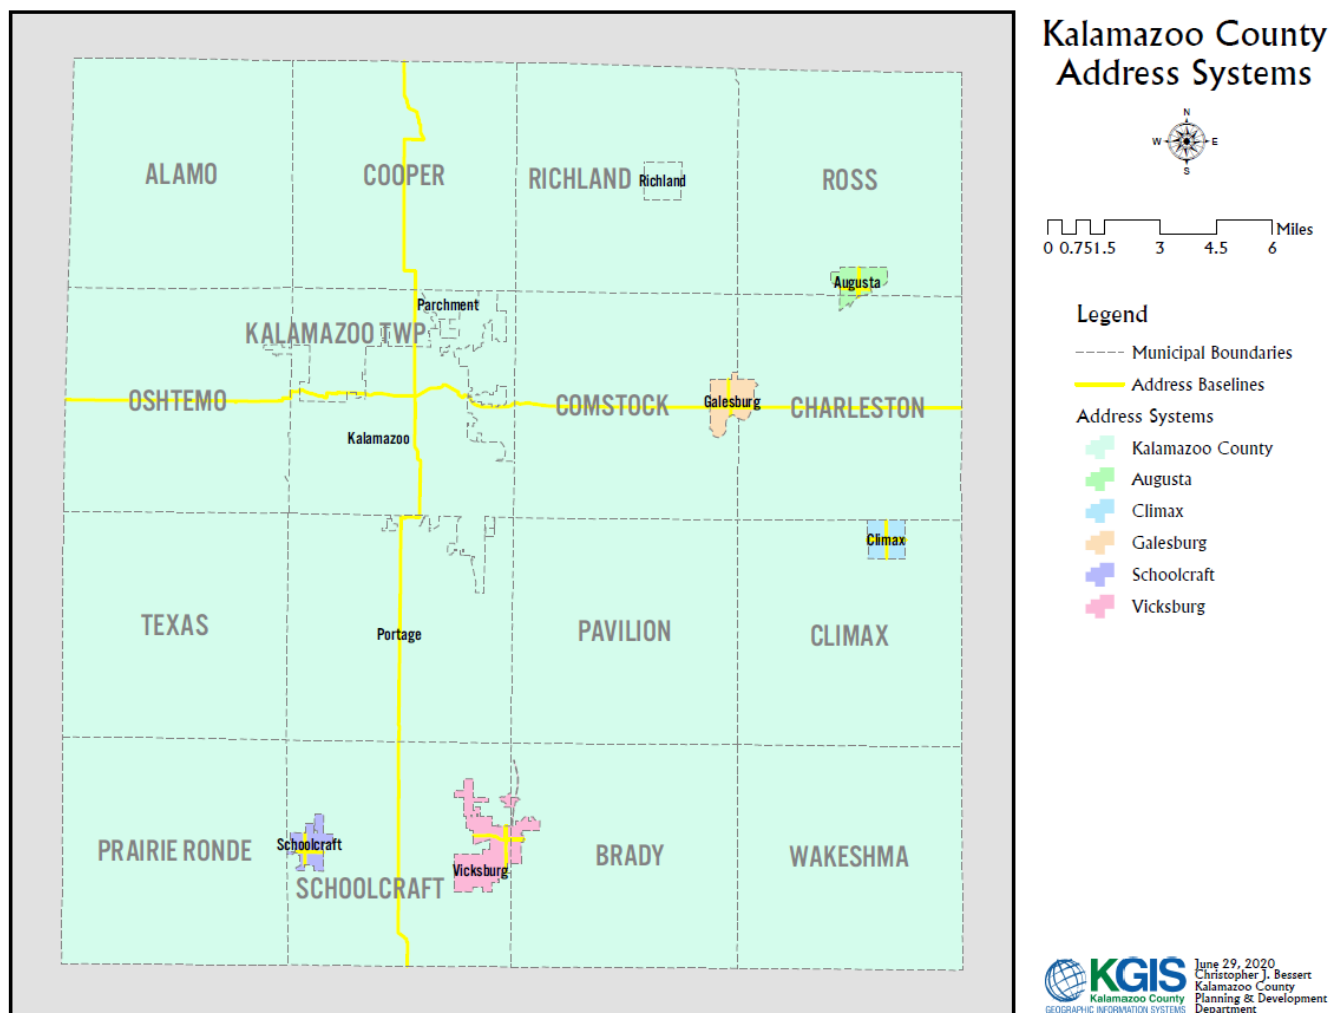 Kalamazoo County
Address Systems
N
W E
S
Miles
0 0.75 1.5 3 4.5 6
Legend
Municipal Boundaries
Address Baselines
Address Systems
Kalamazoo County
Augusta
Climax
Galesburg
Schoolcraft
Vicksburg
ALAMO
COOPER
RICHLAND
Richland
ROSS
Augusta
Parchment
KALAMAZOO TWP
OSHTEMO
COMSTOCK
Galesburg
CHARLESTON
Kalamazoo
Climax
TEXAS
Portage
PAVILION
CLIMAX
PRAIRIE RONDE
Schoolcraft
SCHOOLCRAFT
Vicksburg
BRADY
WAKESHMA
KGIS
Kalamazoo County
GEOGRAPHIC INFORMATION SYSTEMS
June 29, 2020
Christopher J. Bessert
Kalamazoo County
Planning & Development
Department